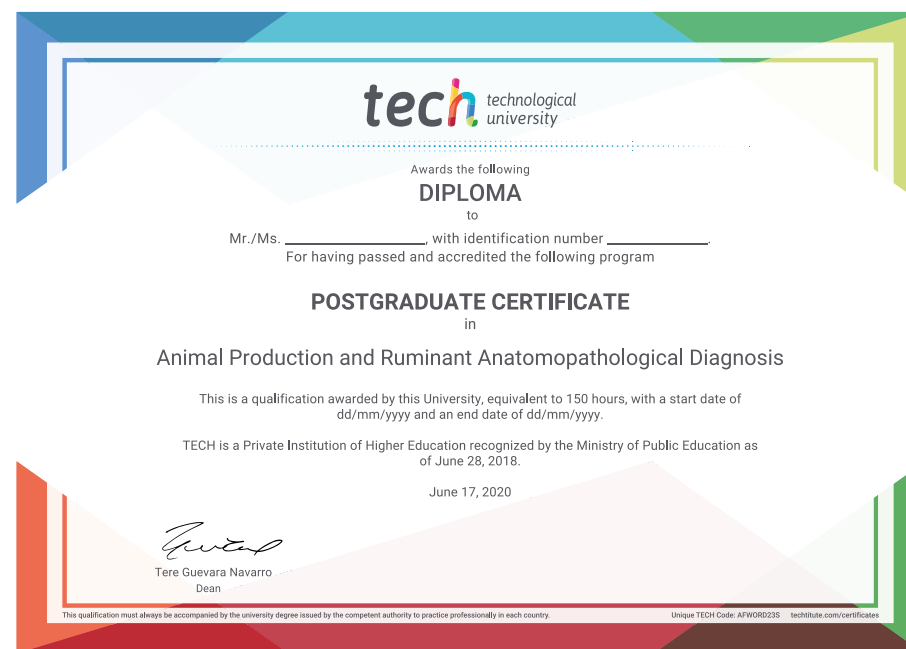 tech technological
university
Awards the following
DIPLOMA
to
Mr./Ms. ____________________, with identification number ______________.
For having passed and accredited the following program
POSTGRADUATE CERTIFICATE
in
Animal Production and Ruminant Anatomopathological Diagnosis
This is a qualification awarded by this University, equivalent to 150 hours, with a start date of
dd/mm/yyyy and an end date of dd/mm/yyyy.
TECH is a Private Institution of Higher Education recognized by the Ministry of Public Education as
of June 28, 2018.
June 17, 2020
Tere Guevara Navarro
Dean
This qualification must always be accompanied by the university degree issued by the competent authority to practice professionally in each country.
Unique TECH Code: AFWORD23S techtitute.com/certificates